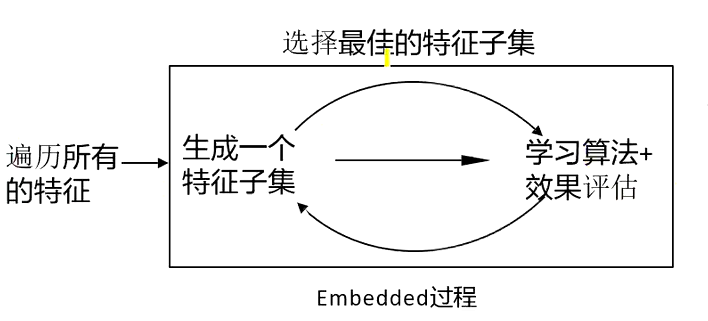 选择最佳的特征子集
遍历所有
的特征
生成一个
特征子集
学习算法+
效果评估
Embedded过程